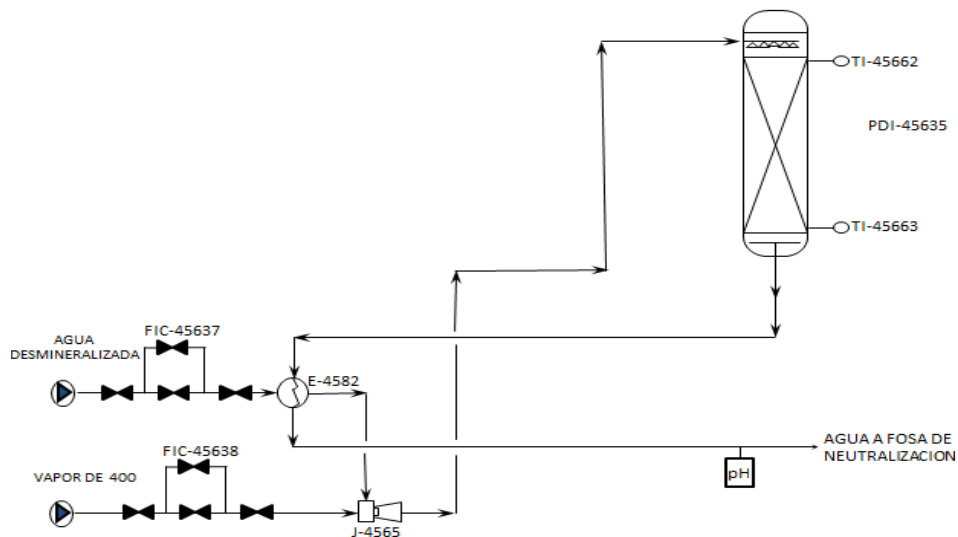 TI-45662
PDI-45635
TI-45663
FIC-45637
AGUA
DESMINERALIZADA
E-4582
FIC-45638
VAPOR DE 400
J-4565
AGUA A FOSA DE
NEUTRALIZACION
pH